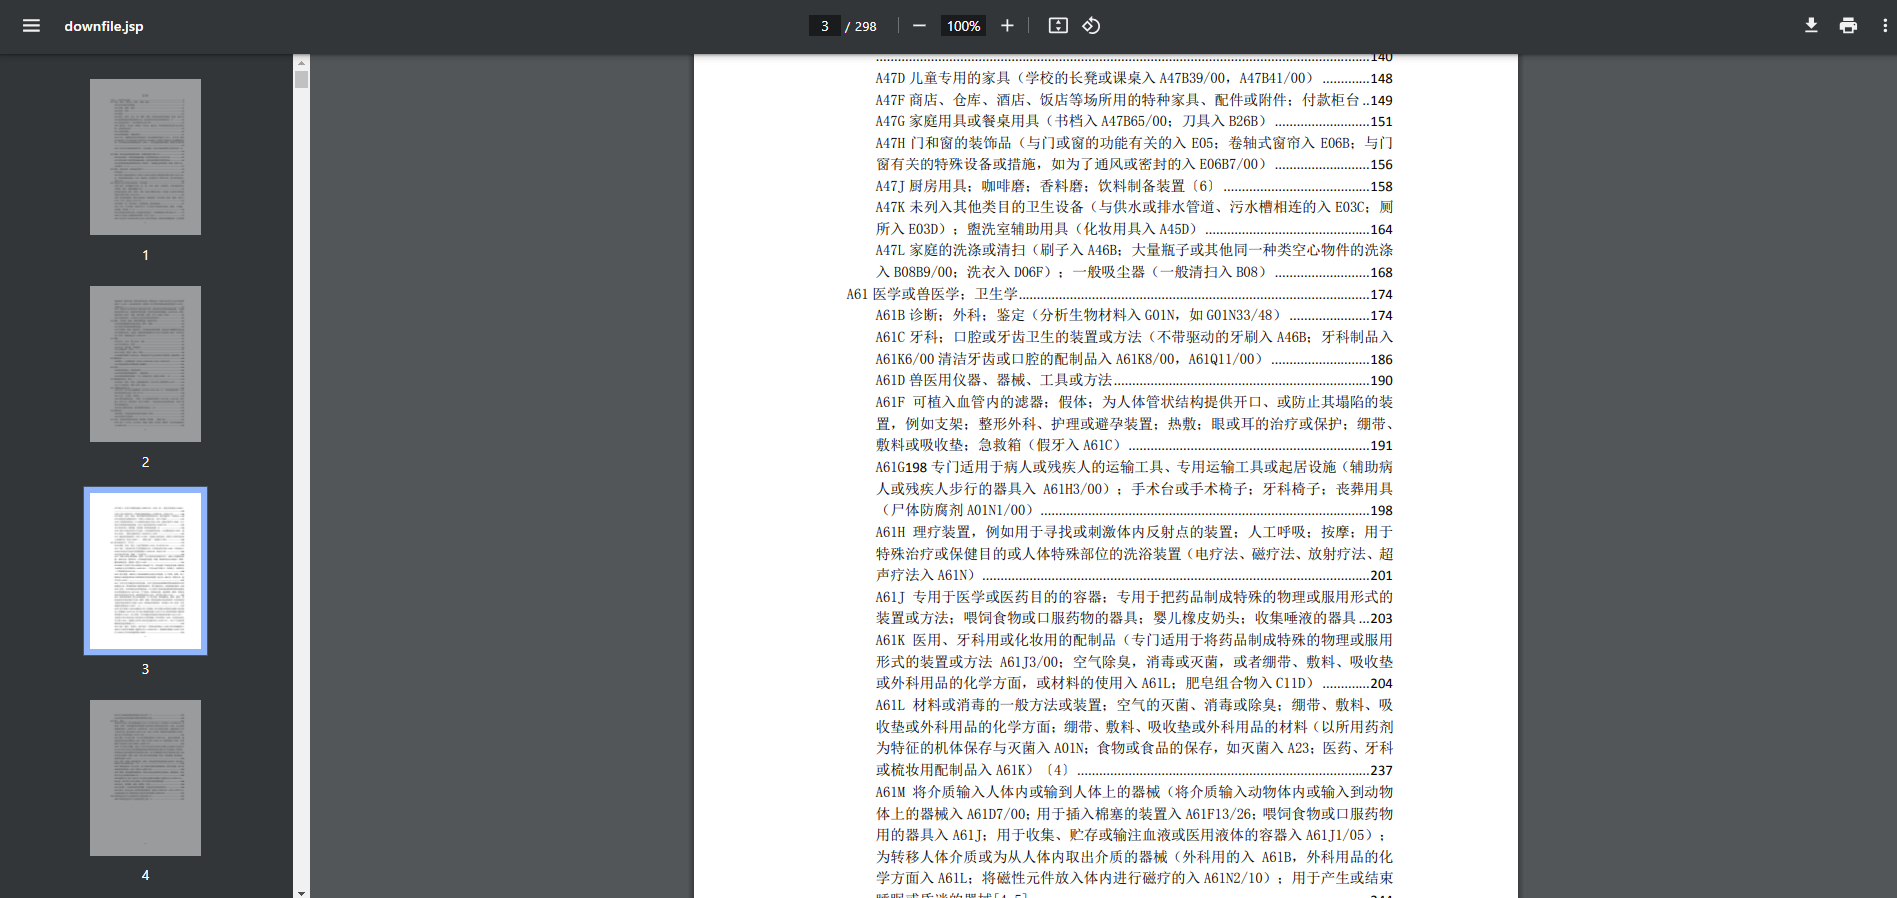 downfile.jsp
3 / 298
100%
1
2
3
4
140
A47D 儿童专用的家具（学校的长凳或课桌入 A47B39/00，A47B41/00）.............148
A47F 商店、仓库、酒店、饭店等场所用的特种家具、配件或附件；付款柜台..149
A47G 家庭用具或餐桌用具（书档入 A47B65/00；刀具入 B26B）...........................151
A47H 门和窗的装饰品（与门或窗的功能有关的入 E05；卷轴式窗帘入 E06B；与门
窗有关的特殊设备或措施，如为了通风或密封的入 E06B7/00）...........................156
A47J 厨房用具；咖啡磨；香料磨；饮料制备装置〔6〕.........................................158
A47K 未列入其他类目的卫生设备（与供水或排水管道、污水槽相连的入 E03C；厕
所入 E03D）；盥洗室辅助用具（化妆用具入 A45D）..............................................164
A47L 家庭的洗涤或清扫（刷子入 A46B；大量瓶子或其他同一种类空心物件的洗涤
入 B08B9/00；洗衣入 D06F）；一般吸尘器（一般清扫入 B08）...........................168
A61 医学或兽医学；卫生学..................................................................................................174
A61B 诊断；外科；鉴定（分析生物材料入 G01N，如 G01N33/48）.......................174
A61C 牙科；口腔或牙齿卫生的装置或方法（不带驱动的牙刷入 A46B；牙科制品入
A61K6/00 清洁牙齿或口腔的配制品入 A61K8/00，A61Q11/00）............................186
A61D 兽医用仪器、器械、工具或方法.......................................................................190
A61F 可植入血管内的滤器；假体；为人体管状结构提供开口、或防止其塌陷的装
置，例如支架；整形外科、护理或避孕装置；热敷；眼或耳的治疗或保护；绷带、
敷料或吸收垫；急救箱（假牙入 A61C）...................................................................191
A61G198 专门适用于病人或残疾人的运输工具、专用运输工具或起居设施（辅助病
人或残疾人步行的器具入 A61H3/00）；手术台或手术椅子；牙科椅子；丧葬用具
（尸体防腐剂 A01N1/00）............................................................................................198
A61H 理疗装置，例如用于寻找或刺激体内反射点的装置；人工呼吸；按摩；用于
特殊治疗或保健目的或人体特殊部位的洗浴装置（电疗法、磁疗法、放射疗法、超
声疗法入 A61N）............................................................................................................201
A61J 专用于医学或医药目的的容器；专用于把药品制成特殊的物理或服用形式的
装置或方法；喂饲食物或口服药物的器具；婴儿橡皮奶头；收集唾液的器具...203
A61K 医用、牙科用或化妆用的配制品（专门适用于将药品制成特殊的物理或服用
形式的装置或方法 A61J3/00；空气除臭，消毒或灭菌，或者绷带、敷料、吸收垫
或外科用品的化学方面，或材料的使用入 A61L；肥皂组合物入 C11D）.............204
A61L 材料或消毒的一般方法或装置；空气的灭菌、消毒或除臭；绷带、敷料、吸
收垫或外科用品的化学方面；绷带、敷料、吸收垫或外科用品的材料（以所用药剂
为特征的机体保存与灭菌入 A01N；食物或食品的保存，如灭菌入 A23；医药、牙科
或梳妆用配制品入 A61K）〔4〕..................................................................................237
A61M 将介质输入人体内或输到人体上的器械（将介质输入动物体内或输入到动物
体上的器械入 A61D7/00；用于插入棉塞的装置入 A61F13/26；喂饲食物或口服药物
用的器具入 A61J；用于收集、贮存或输注血液或医用液体的容器入 A61J1/05）；
为转移人体介质或为从人体内取出介质的器械（外科用的入 A61B，外科用品的化
学方面入 A61L；将磁性元件放入体内进行磁疗的入 A61N2/10）；用于产生或结束